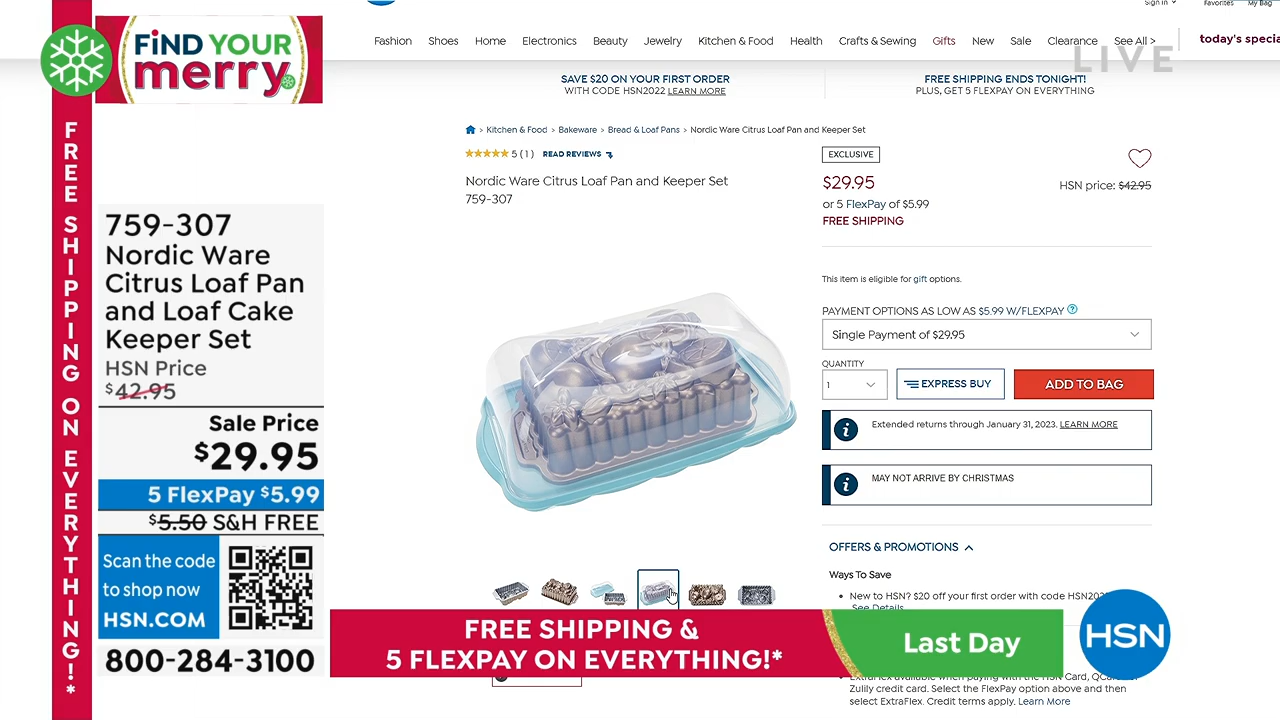 FiND YOUR
merry
FREE SHIPPING ON EVERYTHING!*
759-307
Nordic Ware
Citrus Loaf Pan
and Loaf Cake
Keeper Set
HSN Price
$42.95
Sale Price
$29.95
5 FlexPay $5.99
$5.50 S&H FREE
Scan the code
to shop now
HSN.COM
800-284-3100
Sign In
Favorites
My Bag
Fashion Shoes Home Electronics Beauty Jewelry Kitchen & Food Health Crafts & Sewing Gifts New Sale Clearance See All >
today's specia
LIVE
SAVE $20 ON YOUR FIRST ORDER
WITH CODE HSN2022 LEARN MORE
FREE SHIPPING ENDS TONIGHT!
PLUS, GET 5 FLEXPAY ON EVERYTHING
> Kitchen & Food > Bakeware > Bread & Loaf Pans > Nordic Ware Citrus Loaf Pan and Keeper Set
5 (1) READ REVIEWS
Nordic Ware Citrus Loaf Pan and Keeper Set
759-307
EXCLUSIVE
$29.95
HSN price: $42.95
or 5 FlexPay of $5.99
FREE SHIPPING
This item is eligible for gift options.
PAYMENT OPTIONS AS LOW AS $5.99 W/FLEXPAY ?
Single Payment of $29.95
QUANTITY
1
EXPRESS BUY
ADD TO BAG
i Extended returns through January 31, 2023. LEARN MORE
i MAY NOT ARRIVE BY CHRISTMAS
OFFERS & PROMOTIONS
Ways To Save
• New to HSN? $20 off your first order with code HSN202
See Details
FREE SHIPPING &
5 FLEXPAY ON EVERYTHING!*
Last Day
HSN
Zulily credit card. Select the FlexPay option above and then
select ExtraFlex. Credit terms apply. Learn More